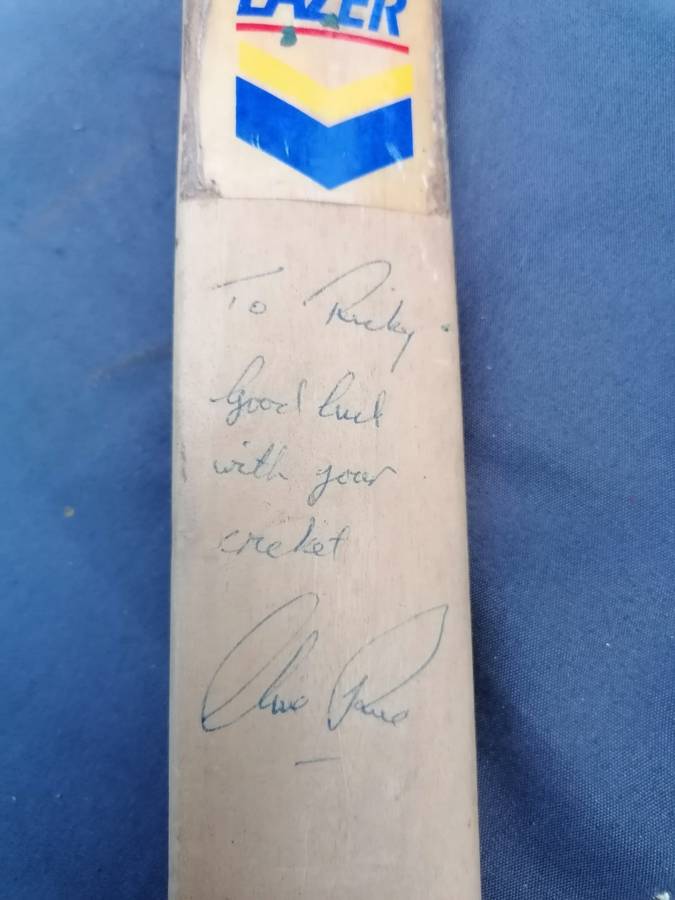 LAZER
To Ricky
Good luck
with your
cricket